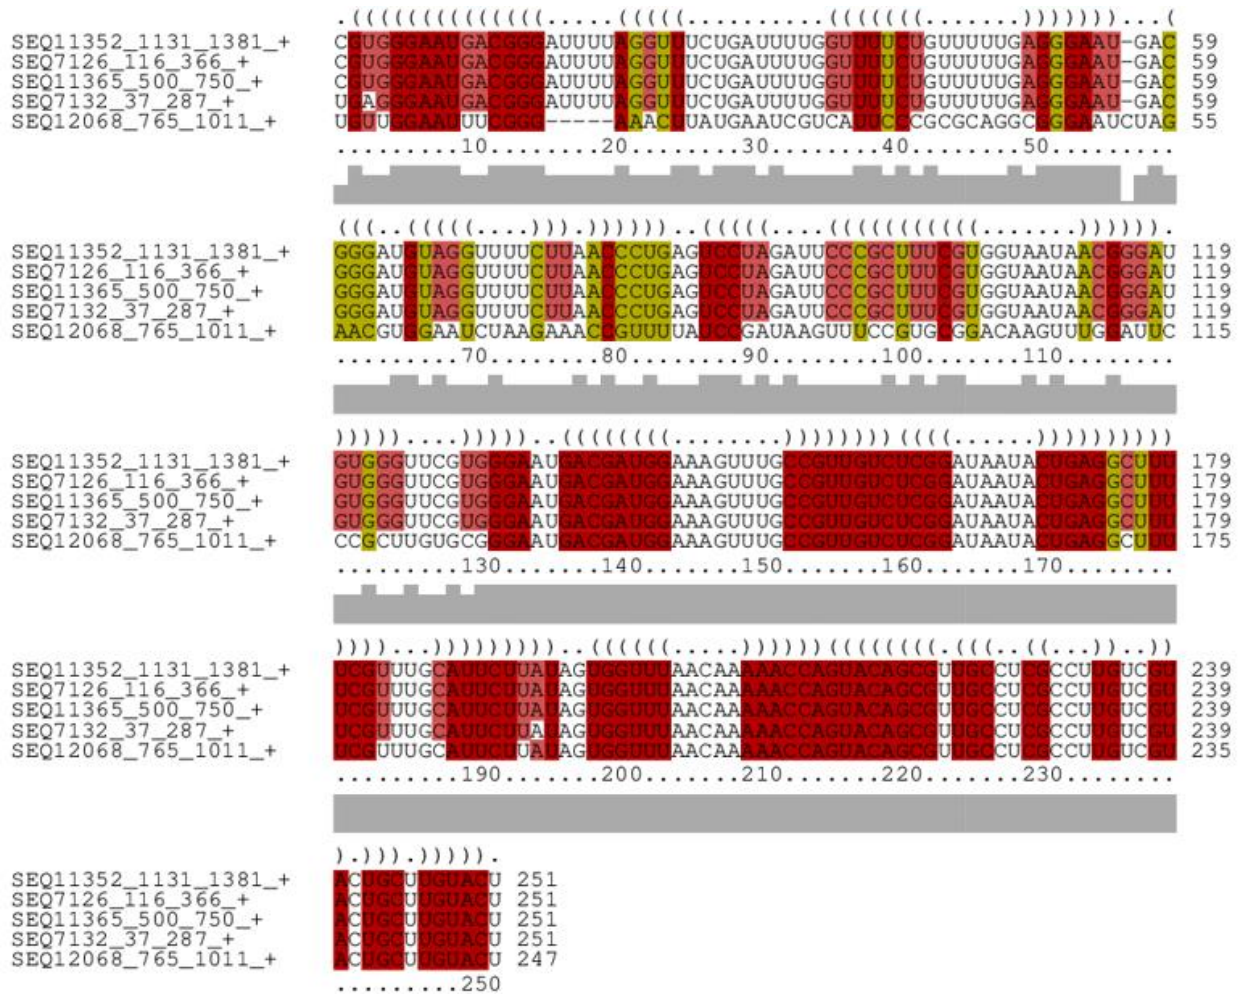 .((((((((((((((.....(((((..........(((((((.......)))))))...(
SEQ11352_1131_1381_+ CGUGGGAAUGACGGGAUUUUAGGUUUCUGAUUUUGGUUUUCUGUUUUUGAGGGAAU-GAC 59
SEQ7126_116_366_+ CGUGGGAAUGACGGGAUUUUAGGUUUCUGAUUUUGGUUUUCUGUUUUUGAGGGAAU-GAC 59
SEQ11365_500_750_+ CGUGGGAAUGACGGGAUUUUAGGUUUCUGAUUUUGGUUUUCUGUUUUUGAGGGAAU-GAC 59
SEQ7132_37_287_+ UGAGGGAAUGACGGGAUUUUAGGUUUCUGAUUUUGGUUUUCUGUUUUUGAGGGAAU-GAC 59
SEQ12068_765_1011_+ UGUUGGAAUUUCGGG-----AAACUUAUGAAUCGUCAUUCCCGCGCAGGCGGGAAUCUAG 55
.........10........20........30........40........50.........
(((..(((((....))).))))))..(((((....(((((((((((.......)))))).
SEQ11352_1131_1381_+ GGGAUGUAGGUUUUCUUAACCCUGAGUCCUAGAUUCCCGCUUUCGUGGUAAUAACGGGAU 119
SEQ7126_116_366_+ GGGAUGUAGGUUUUCUUAACCCUGAGUCCUAGAUUCCCGCUUUCGUGGUAAUAACGGGAU 119
SEQ11365_500_750_+ GGGAUGUAGGUUUUCUUAACCCUGAGUCCUAGAUUCCCGCUUUCGUGGUAAUAACGGGAU 119
SEQ7132_37_287_+ GGGAUGUAGGUUUUCUUAACCCUGAGUCCUAGAUUCCCGCUUUCGUGGUAAUAACGGGAU 119
SEQ12068_765_1011_+ AACGUGGAAUCUAAGAAACCGUUUUAUCCGAUAAGUUUCCGUGCGGACAAGUUUGGAUUC 115
.........70........80........90........100.......110.........
)))))....)))))..((((((((........))))))))((((......))))))))))
SEQ11352_1131_1381_+ GUGGGUUCGUGGGAAUGACGAUGGAAAGUUUGCCGUUGUCUCGGAUAAUACUGAGGCUUU 179
SEQ7126_116_366_+ GUGGGUUCGUGGGAAUGACGAUGGAAAGUUUGCCGUUGUCUCGGAUAAUACUGAGGCUUU 179
SEQ11365_500_750_+ GUGGGUUCGUGGGAAUGACGAUGGAAAGUUUGCCGUUGUCUCGGAUAAUACUGAGGCUUU 179
SEQ7132_37_287_+ GUGGGUUCGUGGGAAUGACGAUGGAAAGUUUGCCGUUGUCUCGGAUAAUACUGAGGCUUU 179
SEQ12068_765_1011_+ CCGCUUGUGCGGGAAUGACGAUGGAAAGUUUGCCGUUGUCUCGGAUAAUACUGAGGCUUU 175
.........130.......140.......150.......160.......170........
))))...)))))))))..((((((.....))))))((((((((.(((..((...))..))
SEQ11352_1131_1381_+ UCGUUUGCAUUCUUAUAGUGGUUUAACAAAAACCAGUACAGCGUUGCCUCGCCUUGUCGU 239
SEQ7126_116_366_+ UCGUUUGCAUUCUUAUAGUGGUUUAACAAAAACCAGUACAGCGUUGCCUCGCCUUGUCGU 239
SEQ11365_500_750_+ UCGUUUGCAUUCUUAUAGUGGUUUAACAAAAACCAGUACAGCGUUGCCUCGCCUUGUCGU 239
SEQ7132_37_287_+ UCGUUUGCAUUCUUAUAGUGGUUUAACAAAAACCAGUACAGCGUUGCCUCGCCUUGUCGU 239
SEQ12068_765_1011_+ UCGUUUGCAUUCUUAUAGUGGUUUAACAAAAACCAGUACAGCGUUGCCUCGCCUUGUCGU 235
.........190.......200.......210.......220.......230........
).))).))))).
SEQ11352_1131_1381_+ ACUGCUUGUACU 251
SEQ7126_116_366_+ ACUGCUUGUACU 251
SEQ11365_500_750_+ ACUGCUUGUACU 251
SEQ7132_37_287_+ ACUGCUUGUACU 251
SEQ12068_765_1011_+ ACUGCUUGUACU 247
.........250